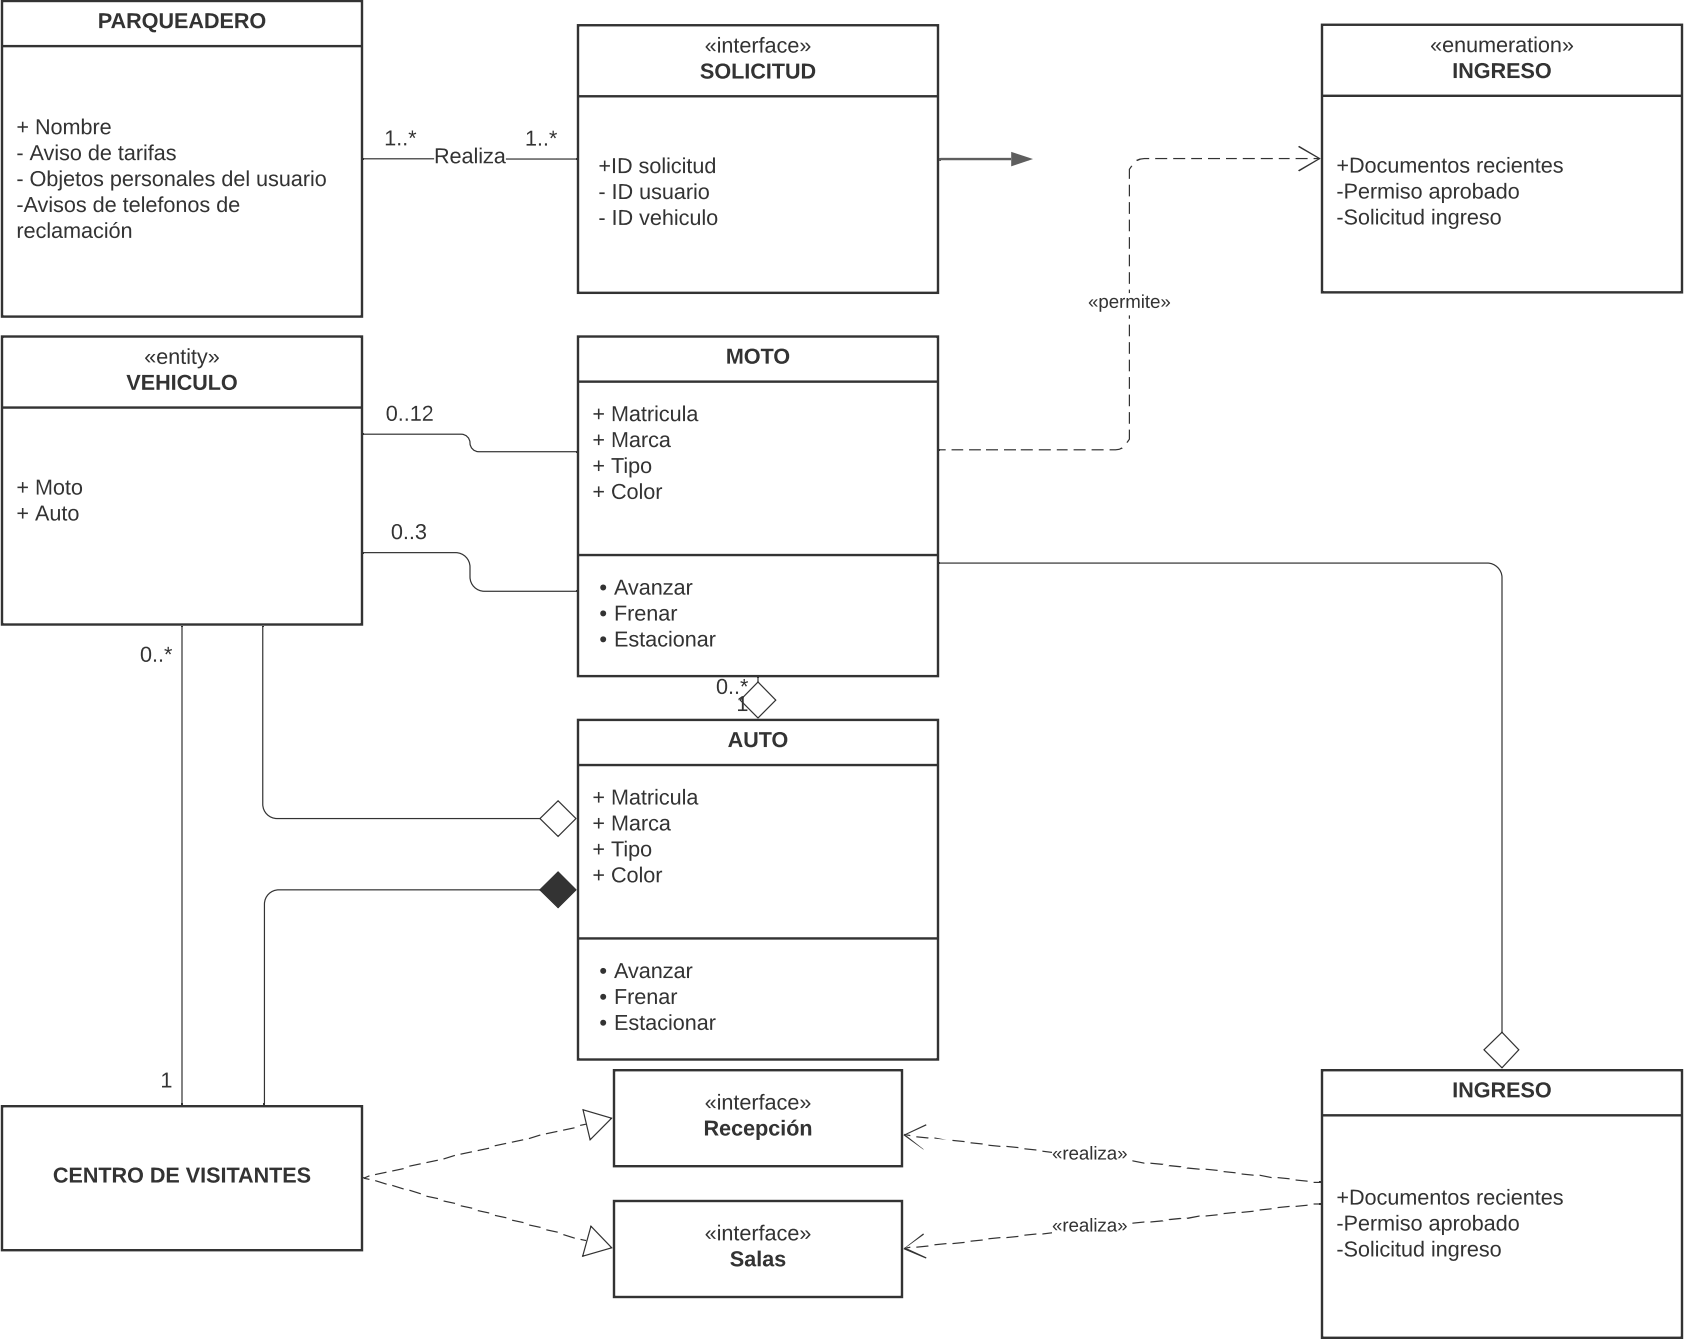 PARQUEADERO
+ Nombre
- Aviso de tarifas
- Objetos personales del usuario
-Avisos de telefonos de
reclamación
1..*
Realiza
1..*
«interface»
SOLICITUD
+ID solicitud
- ID usuario
- ID vehiculo
«enumeration»
INGRESO
+Documentos recientes
-Permiso aprobado
-Solicitud ingreso
«permite»
«entity»
VEHICULO
+ Moto
+ Auto
0..12
0..3
MOTO
+ Matricula
+ Marca
+ Tipo
+ Color
• Avanzar
• Frenar
• Estacionar
0..*
0..*
1
AUTO
+ Matricula
+ Marca
+ Tipo
+ Color
• Avanzar
• Frenar
• Estacionar
1
CENTRO DE VISITANTES
«interface»
Recepción
«interface»
Salas
«realiza»
«realiza»
INGRESO
+Documentos recientes
-Permiso aprobado
-Solicitud ingreso